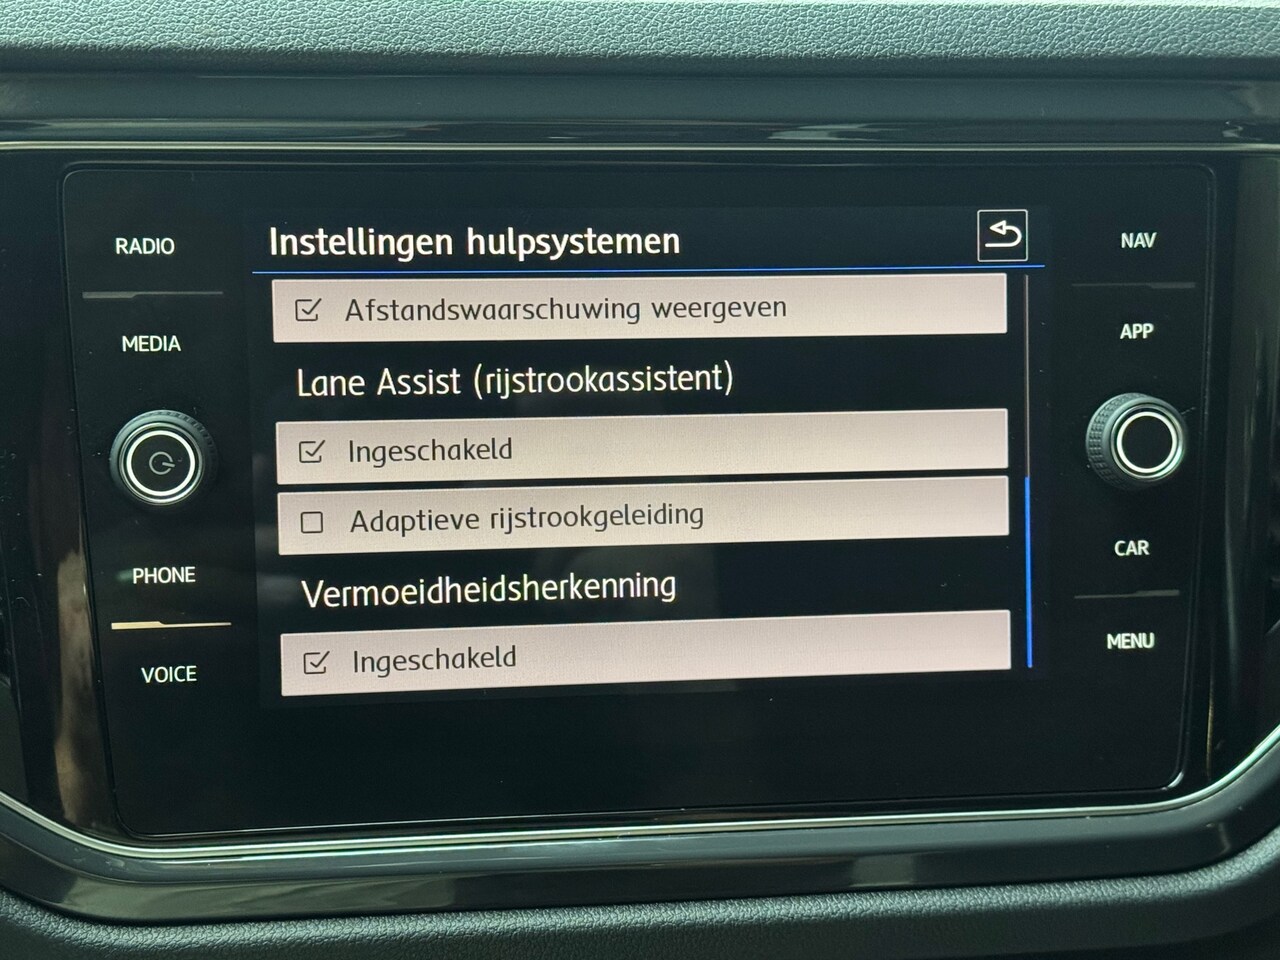 Instellingen hulpsystemen
RADIO
MEDIA
PHONE
VOICE
Afstandswaarschuwing weergeven
Lane Assist (rijstrookassistent)
Ingeschakeld
Adaptieve rijstrookgeleiding
Vermoeidheidsherkenning
Ingeschakeld
NAV
APP
CAR
MENU